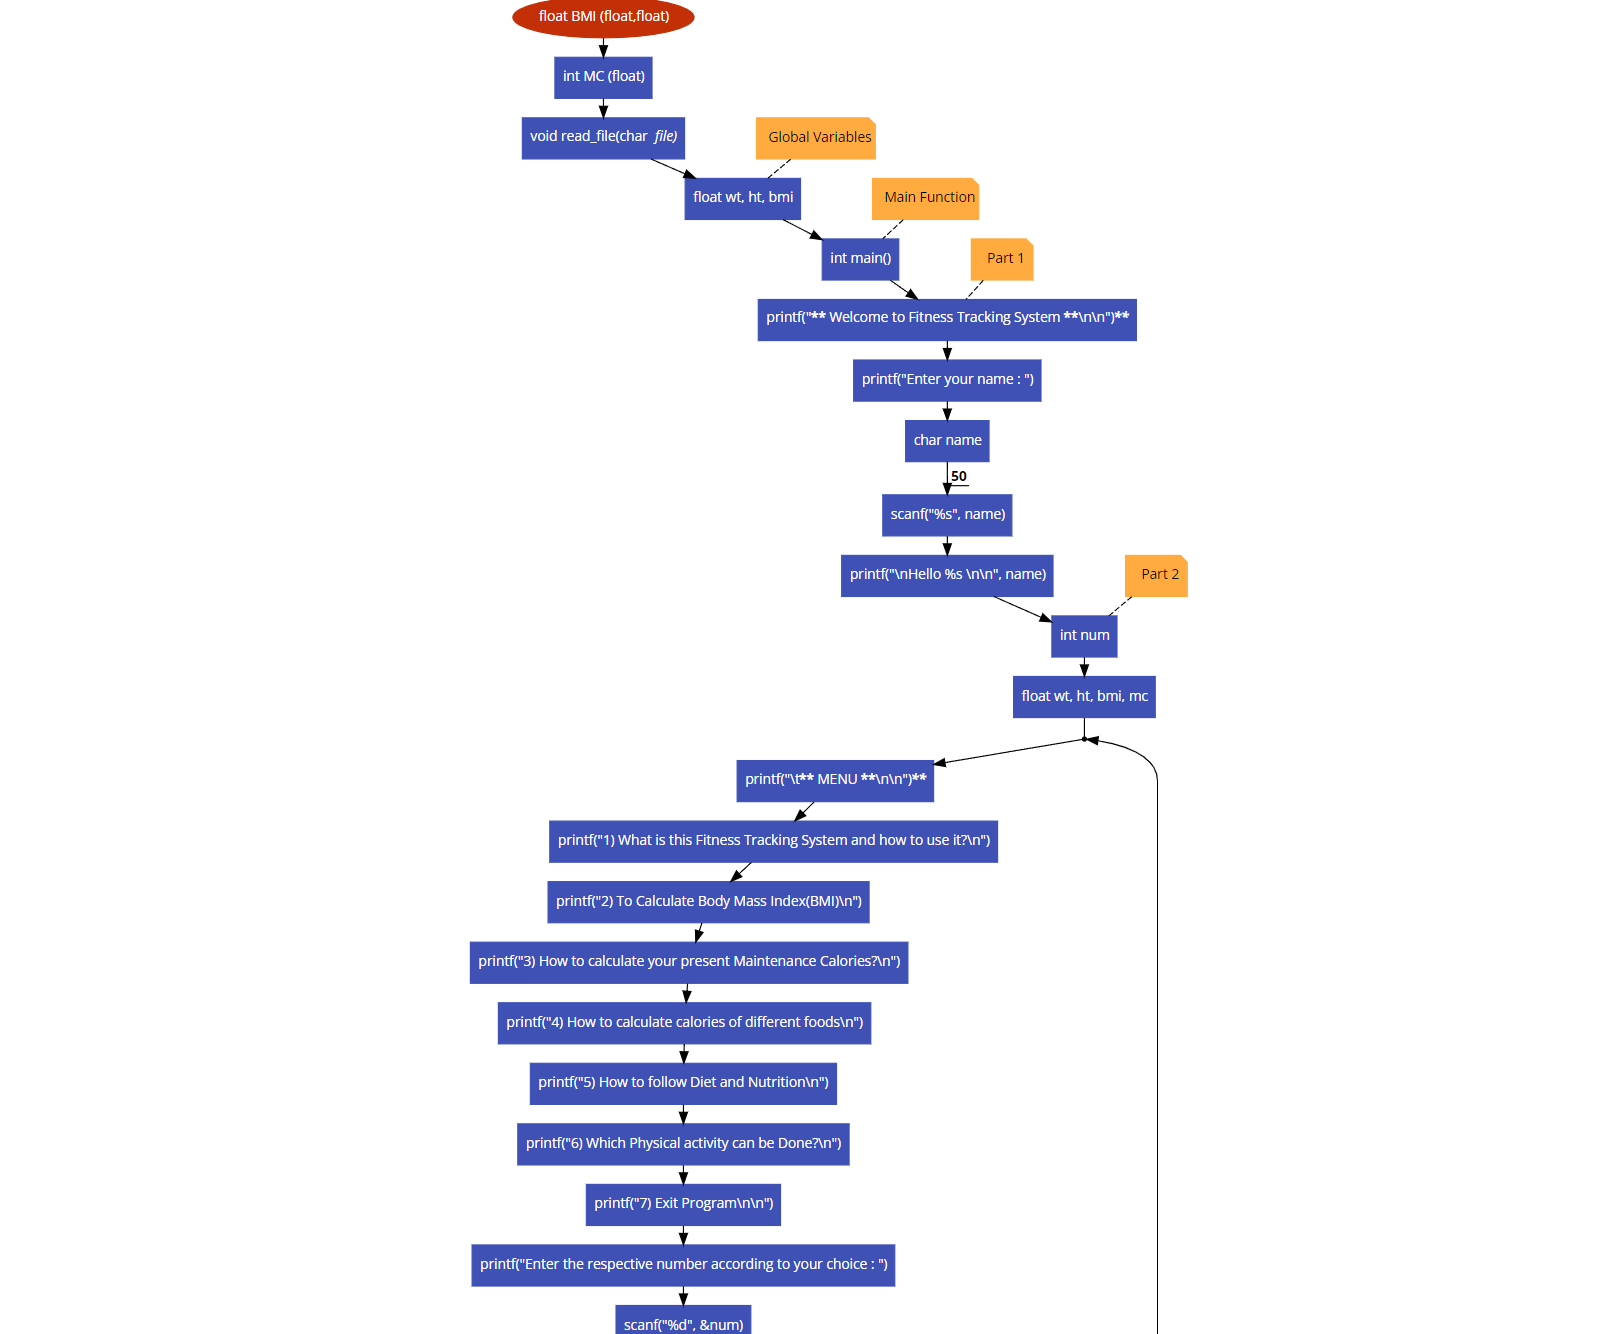 float BMI (float,float)
int MC (float)
void read_file(char file)
Global Variables
float wt, ht, bmi
Main Function
int main()
Part 1
printf("** Welcome to Fitness Tracking System **\n\n")**
printf("Enter your name : ")
char name
50
scanf("%s", name)
printf("\nHello %s \n\n", name)
Part 2
int num
float wt, ht, bmi, mc
printf("\t** MENU **\n\n")**
printf("1) What is this Fitness Tracking System and how to use it?\n")
printf("2) To Calculate Body Mass Index(BMI)\n")
printf("3) How to calculate your present Maintenance Calories?\n")
printf("4) How to calculate calories of different foods\n")
printf("5) How to follow Diet and Nutrition\n")
printf("6) Which Physical activity can be Done?\n")
printf("7) Exit Program\n\n")
printf("Enter the respective number according to your choice : ")
scanf("%d", &num)